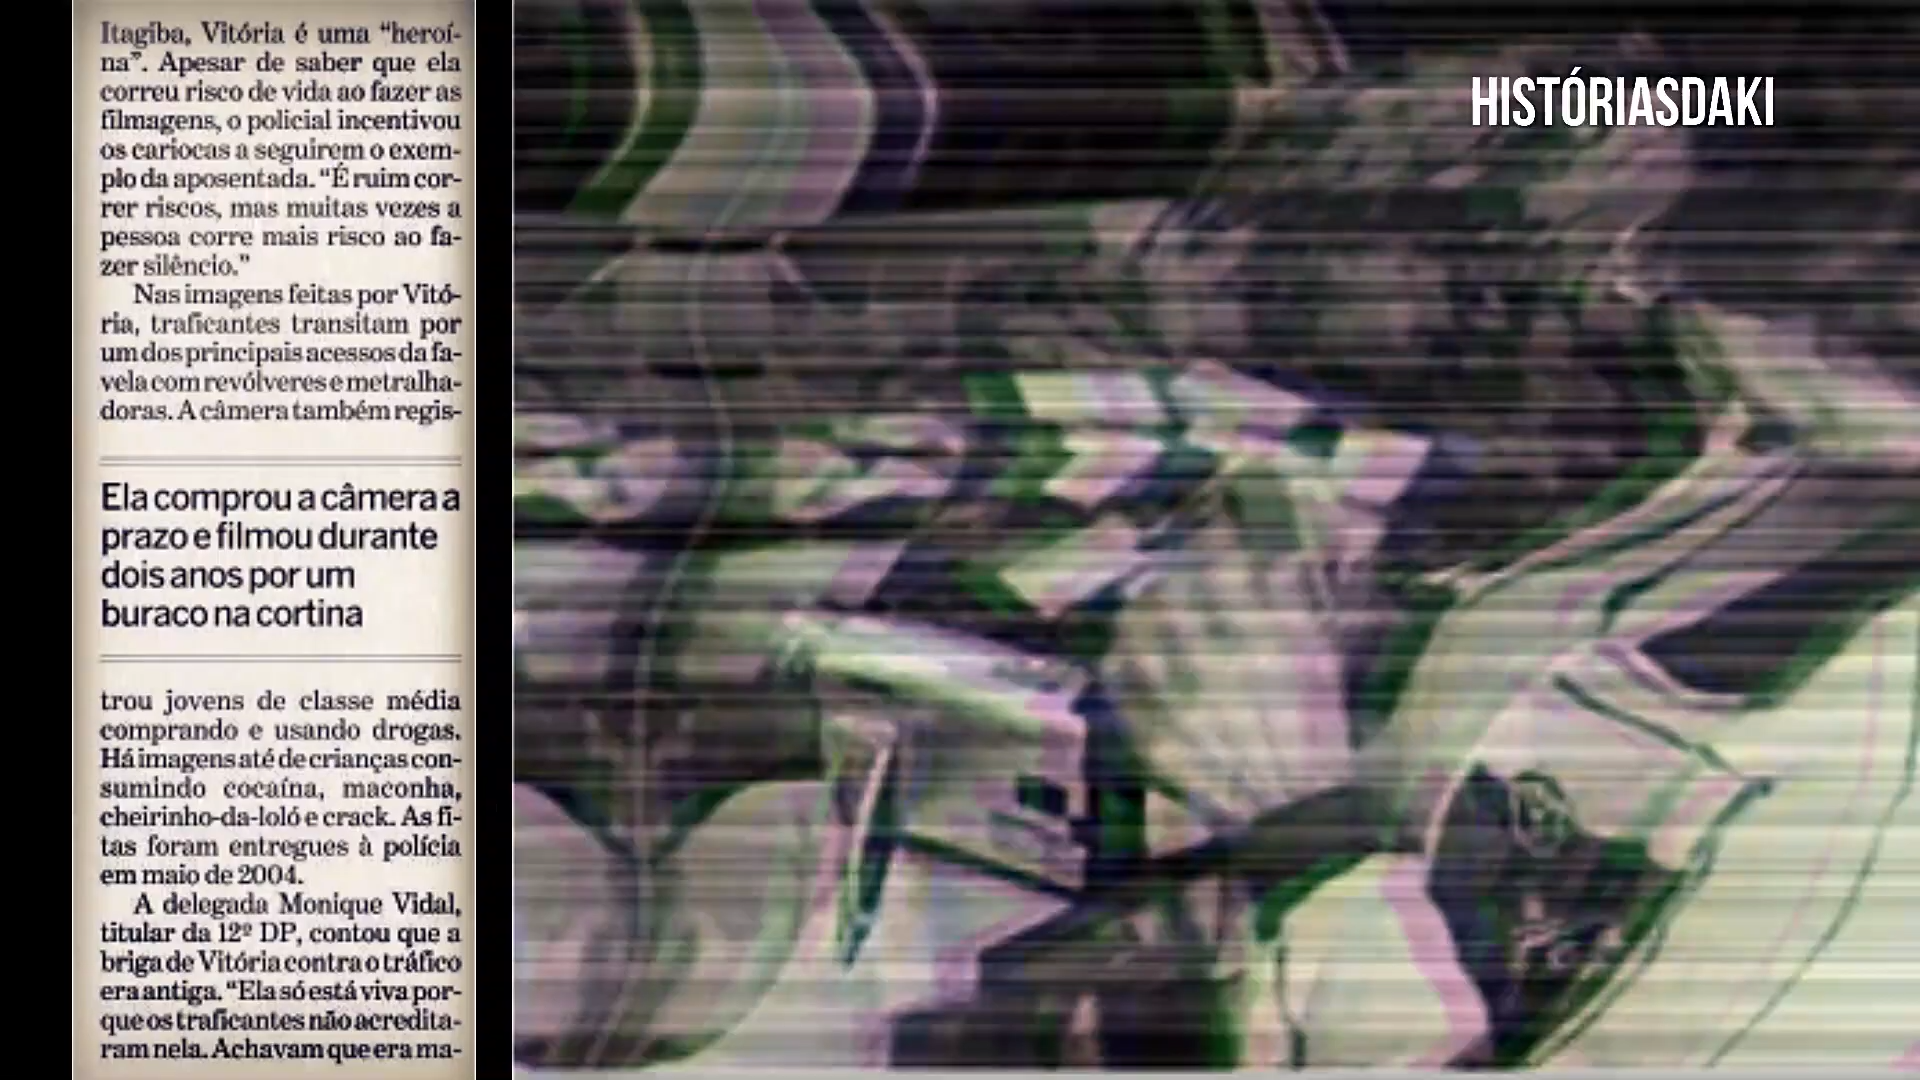 Itagiba, Vitória é uma “heroí-
na”. Apesar de saber que ela
correu risco de vida ao fazer as
filmagens, o policial incentivou
os cariocas a seguirem o exem-
plo da aposentada. “É ruim cor-
rer riscos, mas muitas vezes a
pessoa corre mais risco ao fa-
zer silêncio.”
Nas imagens feitas por Vitó-
ria, traficantes transitam por
um dos principais acessos da fa-
vela com revólveres e metralha-
doras. A câmera também regis-
Ela comprou a câmera a
prazo e filmou durante
dois anos por um
buraco na cortina
trou jovens de classe média
comprando e usando drogas.
Há imagens até de crianças con-
sumindo cocaína, maconha,
cheirinho-da-loló e crack. As fi-
tas foram entregues à polícia
em maio de 2004.
A delegada Monique Vidal,
titular da 12º DP, contou que a
briga de Vitória contra o tráfico
era antiga. “Ela só está viva por-
que os traficantes não acredita-
ram nela. Achavam que era ma-
HISTÓRIASDAKI